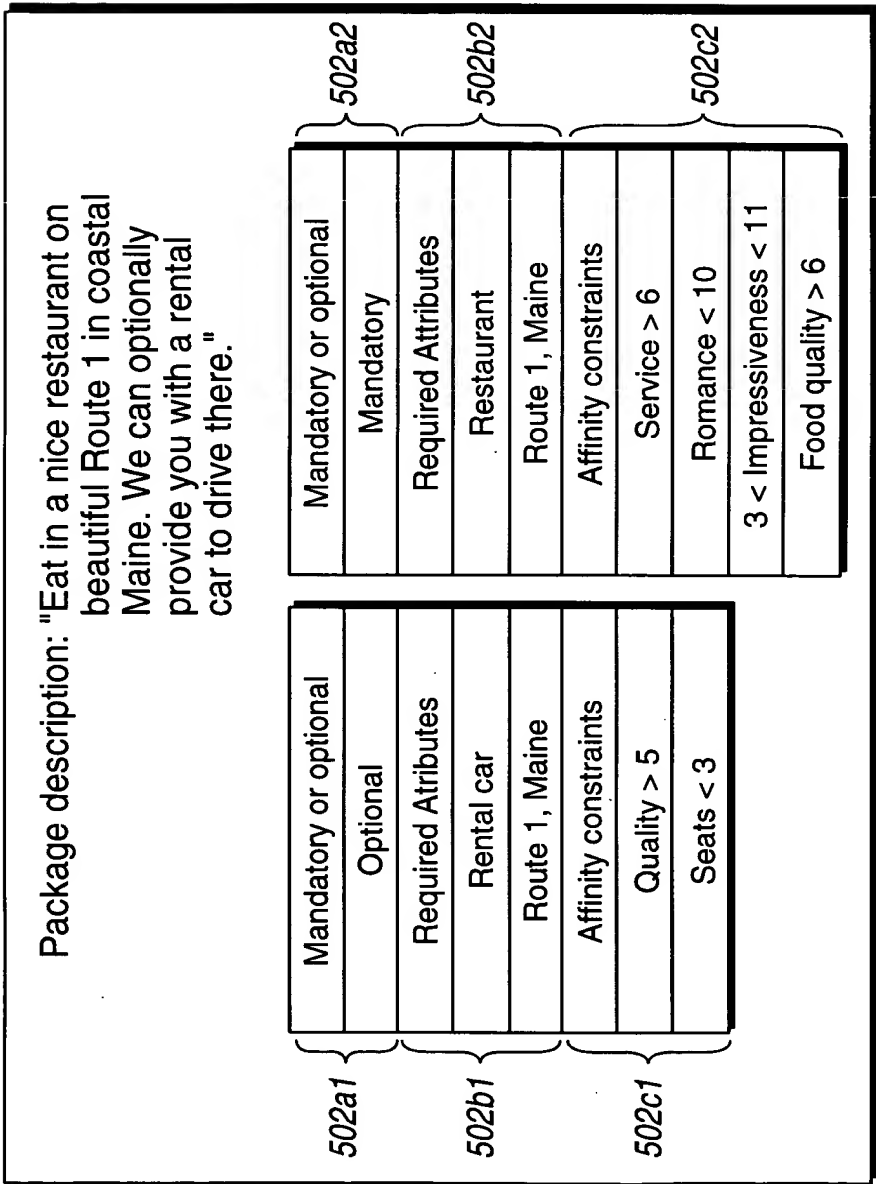 Package description: "Eat in a nice restaurant on
beautiful Route 1 in coastal
Maine. We can optionally
provide you with a rental
car to drive there."
502a1
Mandatory or optional
Optional
502b1
Required Atributes
Rental car
Route 1, Maine
502c1
Affinity constraints
Quality > 5
Seats < 3
Mandatory or optional
Mandatory
502a2
Required Attributes
Restaurant
Route 1, Maine
502b2
Affinity constraints
Service > 6
Romance < 10
3 < Impressiveness < 11
Food quality > 6
502c2